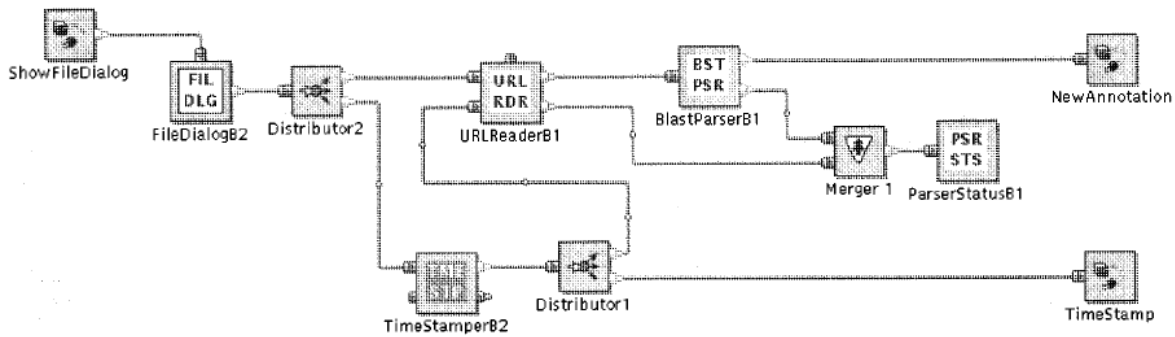 ShowFileDialog
FIL
DLG
FileDialogB2
Distributor2
URL
RDR
URLReaderB1
BST
PSR
BlastParserB1
NewAnnotation
Merger 1
PSR
STS
ParserStatusB1
TimeStamperB2
Distributor1
TimeStamp